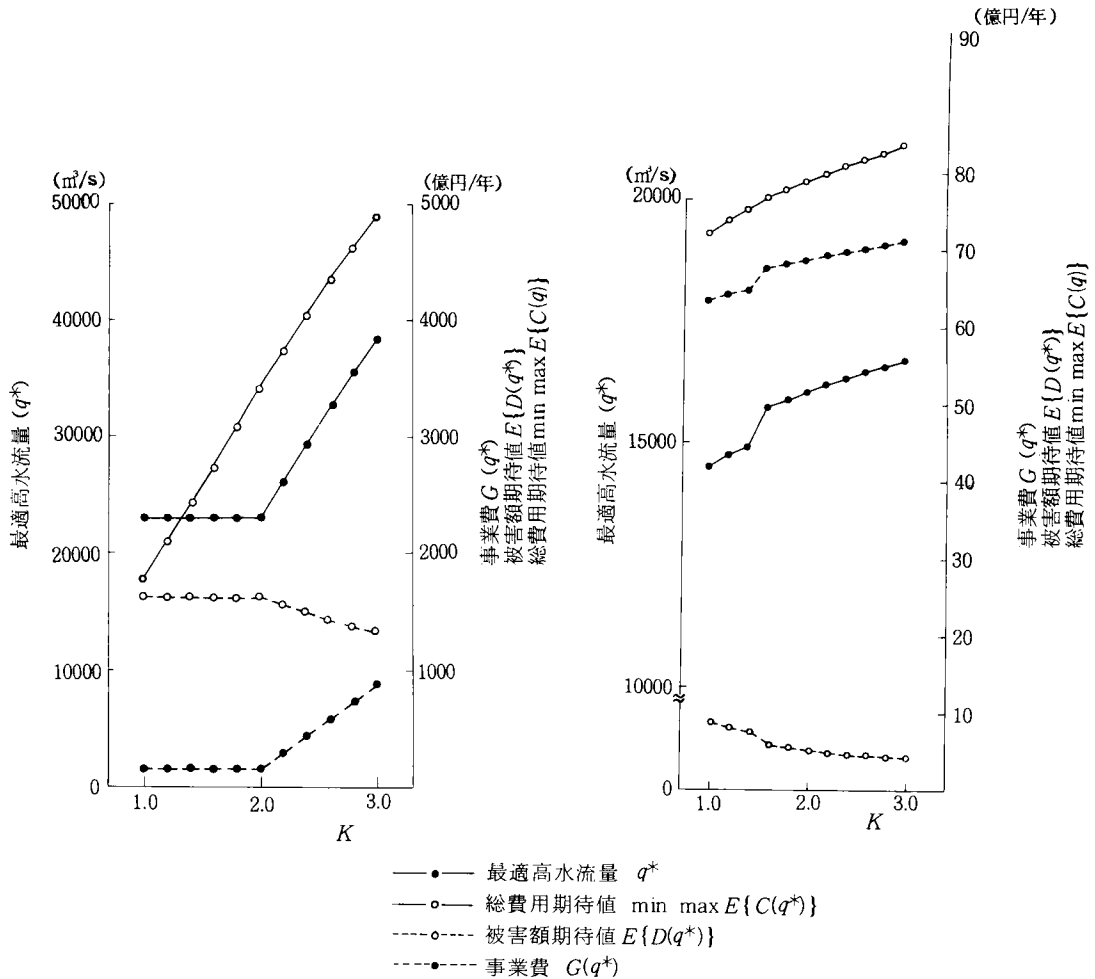 (㎥/s)
50000
40000
30000
20000
10000
0
最適高水流量 (q*)
(億円/年)
5000
4000
3000
2000
1000
事業費 G (q*)
被害額期待値 E{D(q*)}
総費用期待値 min max E{C(q)}
1.0 2.0 3.0
K
(㎥/s)
20000
15000
10000
0
最適高水流量 (q*)
(億円/年)
90
80
70
60
50
40
30
20
10
事業費 G (q*)
被害額期待値 E{D(q*)}
総費用期待値 min max E{C(q)}
1.0 2.0 3.0
K
最適高水流量 q*
総費用期待値 min max E{C(q*)}
被害額期待値 E{D(q*)}
事業費 G(q*)